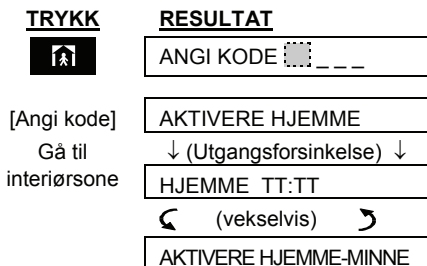 TRYKK RESULTAT
ANGI KODE _ _ _
[Angi kode] AKTIVERE HJEMME
Gå til ↓ (Utgangsforsinkelse) ↓
interiørsone HJEMME TT:TT
(vekselvis)
AKTIVERE HJEMME-MINNE